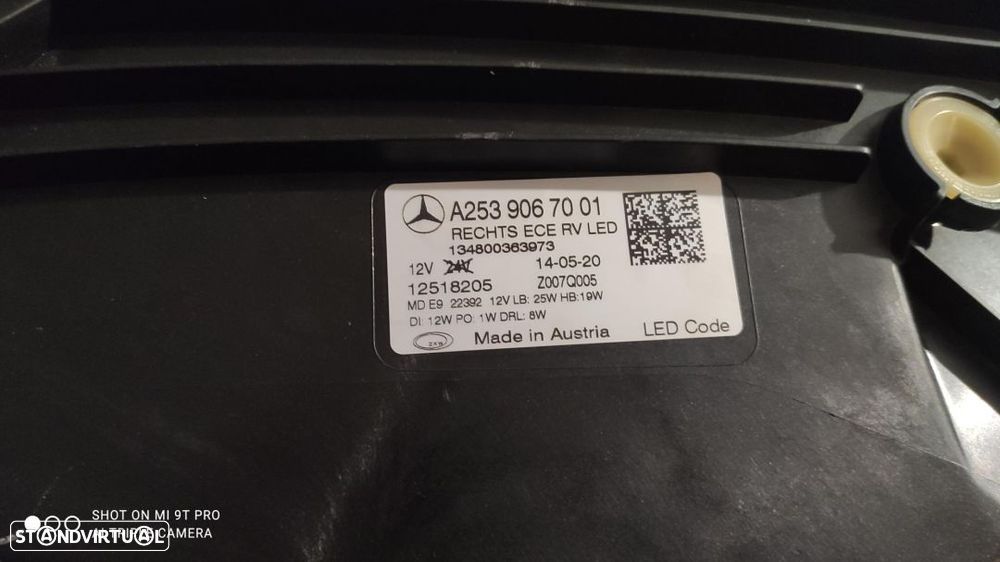 A253 906 70 01
RECHTS ECE RV LED
134800363973
12V 24V 14-05-20
12518205 Z007Q005
MD E9 22392 12V LB: 25W HB:19W
DI: 12W PO: 1W DRL: 8W
ZKW Made in Austria LED Code
SHOT ON MI 9T PRO
AI TRIPLE CAMERA
STANDVIRTUAL